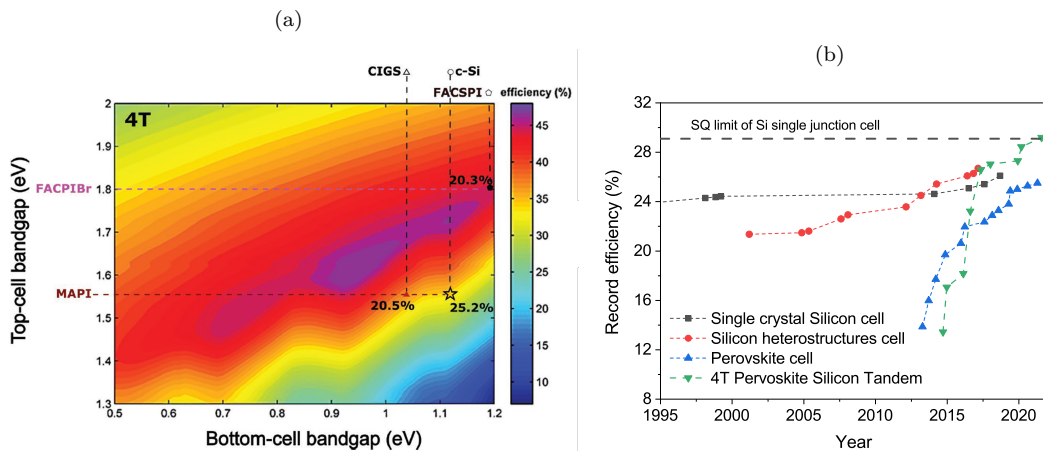 (a)
CIGS
c-Si
FACSPI
efficiency (%)
4T
2
1.9
1.8
1.7
1.6
1.5
1.4
1.3
Top-cell bandgap (eV)
FACPIBr
MAPI
20.3%
20.5%
25.2%
0.5
0.6
0.7
0.8
0.9
1
1.1
1.2
Bottom-cell bandgap (eV)
45
40
35
30
25
20
15
10
(b)
32
28
24
20
16
12
8
Record efficiency (%)
SQ limit of Si single junction cell
Single crystal Silicon cell
Silicon heterostructures cell
Perovskite cell
4T Pervoskite Silicon Tandem
1995
2000
2005
2010
2015
2020
Year